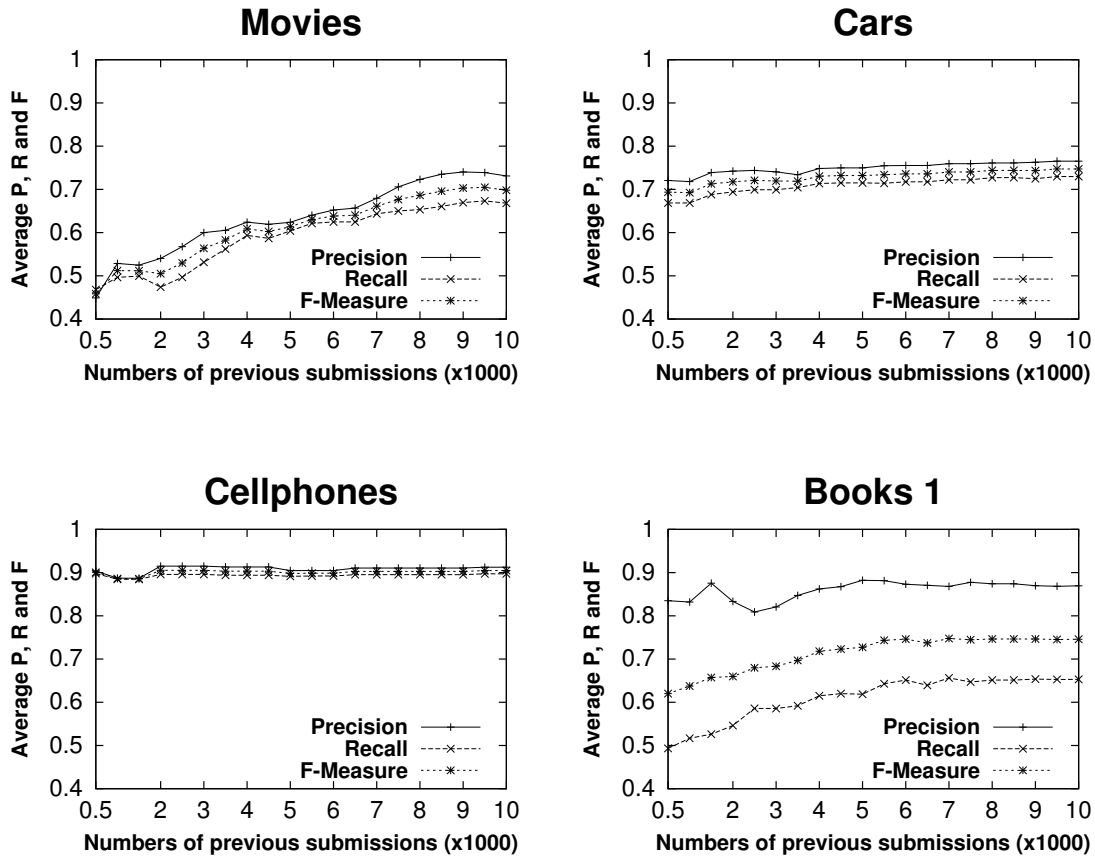 Movies
Average P, R and F
1
0.9
0.8
0.7
0.6
0.5
0.4
Precision
Recall
F-Measure
0.5 2 3 4 5 6 7 8 9 10
Numbers of previous submissions (x1000)
Cars
Average P, R and F
1
0.9
0.8
0.7
0.6
0.5
0.4
Precision
Recall
F-Measure
0.5 2 3 4 5 6 7 8 9 10
Numbers of previous submissions (x1000)
Cellphones
Average P, R and F
1
0.9
0.8
0.7
0.6
0.5
0.4
Precision
Recall
F-Measure
0.5 2 3 4 5 6 7 8 9 10
Numbers of previous submissions (x1000)
Books 1
Average P, R and F
1
0.9
0.8
0.7
0.6
0.5
0.4
Precision
Recall
F-Measure
0.5 2 3 4 5 6 7 8 9 10
Numbers of previous submissions (x1000)